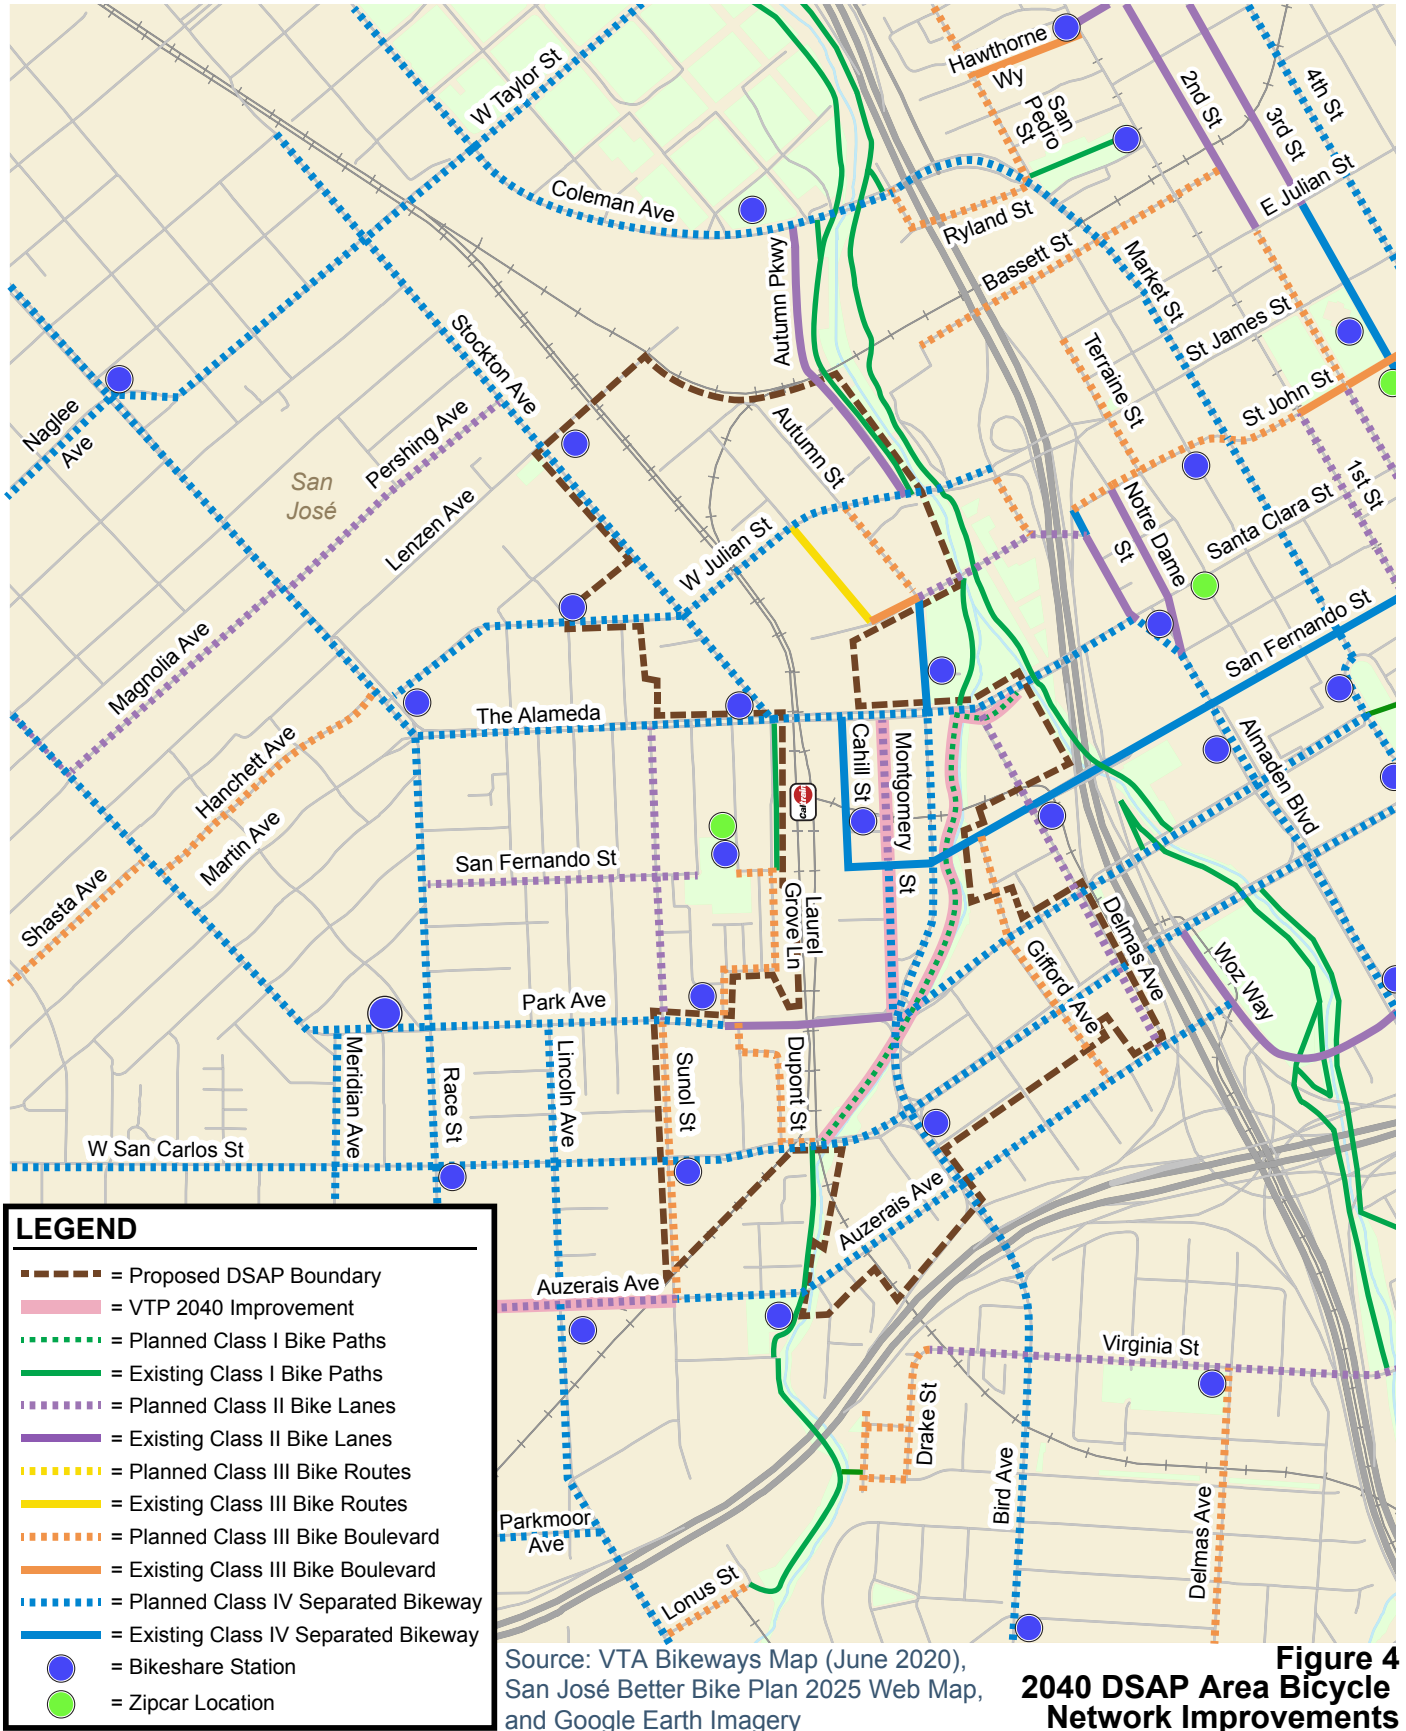 Hawthorne
Wy
San
Pedro
St
2nd St
3rd St
4th St
W Taylor St
E Julian St
Coleman Ave
Ryland St
Bassett St
Autumn Pkwy
Market St
St James St
Stockton Ave
Terraine St
St John St
Naglee
Ave
Pershing Ave
San
José
Autumn St
1st St
Lenzen Ave
Notre Dame
St
Santa Clara St
W Julian St
San Fernando St
Magnolia Ave
The Alameda
Hanchett Ave
Cahill St
Montgomery
St
Almaden Blvd
Caltrain
Martin Ave
San Fernando St
Shasta Ave
Laurel
Grove Ln
Delmas Ave
Gifford Ave
Woz Way
Park Ave
Meridian Ave
Race St
Lincoln Ave
Sunol St
Dupont St
W San Carlos St
Auzerais Ave
Auzerais Ave
Virginia St
Drake St
Bird Ave
Delmas Ave
Parkmoor
Ave
Lonus St
LEGEND
= Proposed DSAP Boundary
= VTP 2040 Improvement
= Planned Class I Bike Paths
= Existing Class I Bike Paths
= Planned Class II Bike Lanes
= Existing Class II Bike Lanes
= Planned Class III Bike Routes
= Existing Class III Bike Routes
= Planned Class III Bike Boulevard
= Existing Class III Bike Boulevard
= Planned Class IV Separated Bikeway
= Existing Class IV Separated Bikeway
= Bikeshare Station
= Zipcar Location
Source: VTA Bikeways Map (June 2020),
San José Better Bike Plan 2025 Web Map,
and Google Earth Imagery
Figure 4
2040 DSAP Area Bicycle
Network Improvements